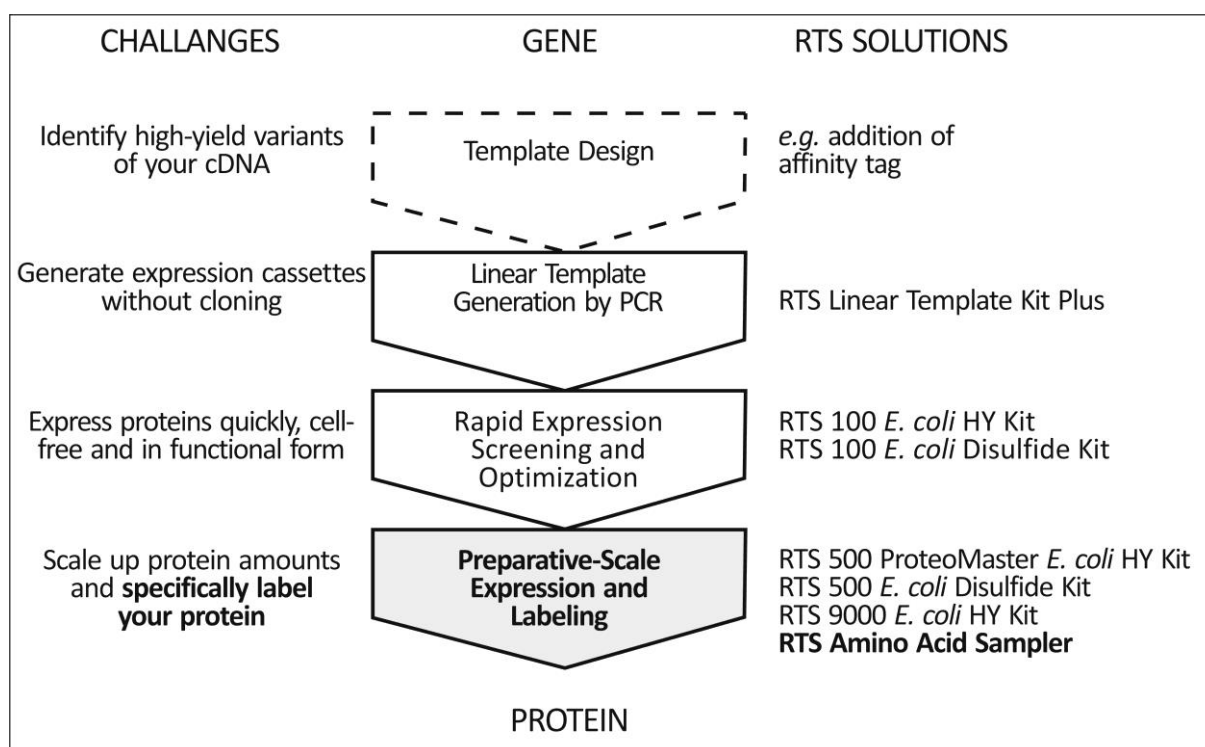 CHALLANGES
GENE
RTS SOLUTIONS
Identify high-yield variants
of your cDNA
Template Design
e.g. addition of
affinity tag
Generate expression cassettes
without cloning
Linear Template
Generation by PCR
RTS Linear Template Kit Plus
Express proteins quickly, cell-
free and in functional form
Rapid Expression
Screening and
Optimization
RTS 100 E. coli HY Kit
RTS 100 E. coli Disulfide Kit
Scale up protein amounts
and specifically label
your protein
Preparative-Scale
Expression and
Labeling
RTS 500 ProteoMaster E. coli HY Kit
RTS 500 E. coli Disulfide Kit
RTS 9000 E. coli HY Kit
RTS Amino Acid Sampler
PROTEIN